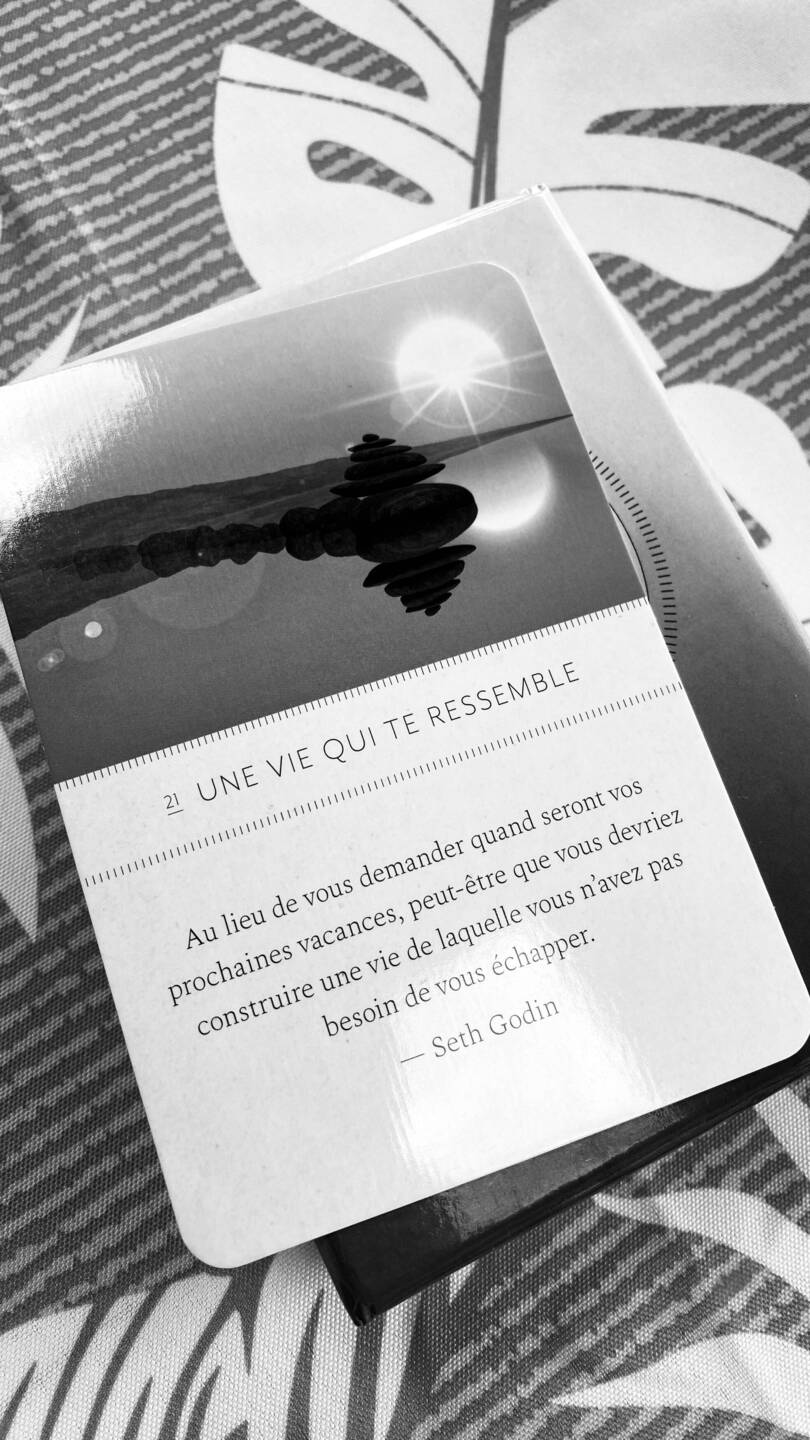 21 UNE VIE QUI TE RESSEMBLE
Au lieu de vous demander quand seront vos
prochaines vacances, peut-être que vous devriez
construire une vie de laquelle vous n'avez pas
besoin de vous échapper.
— Seth Godin